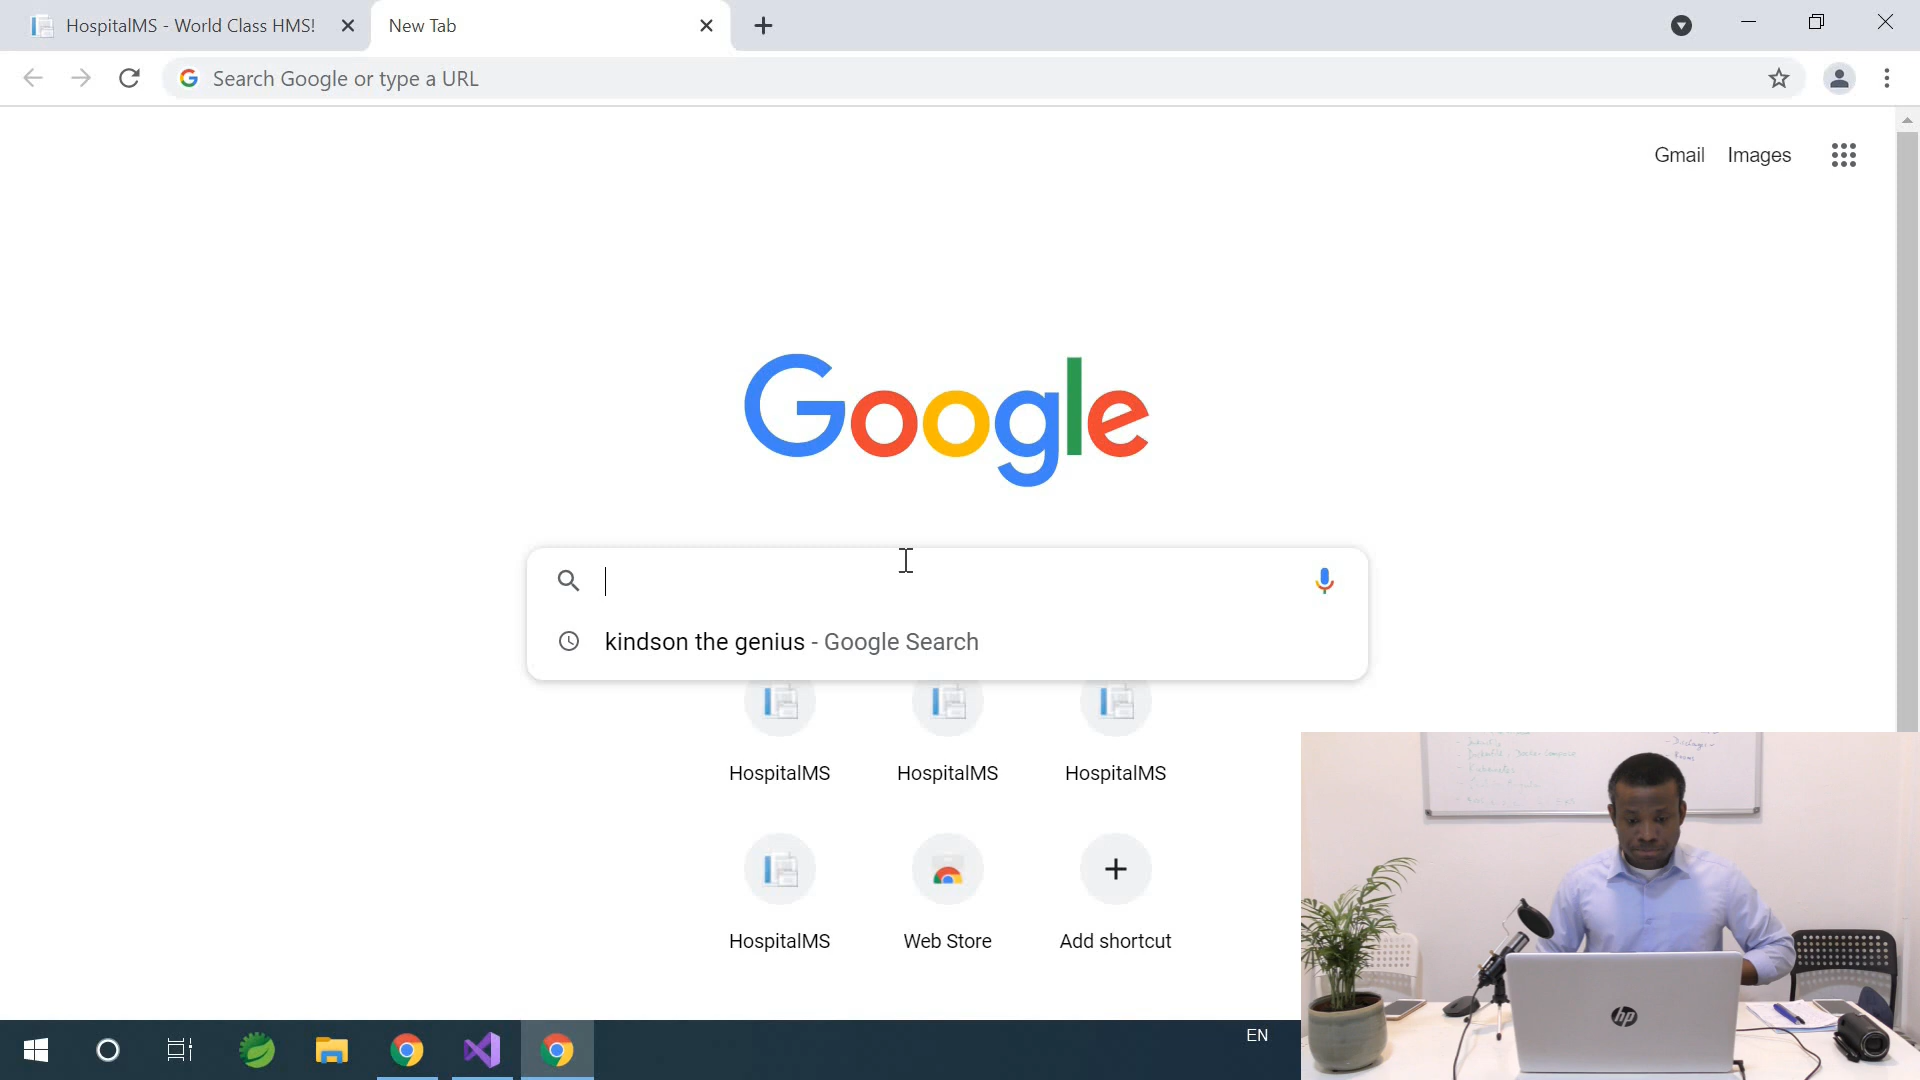 HospitalMS - World Class HMS!
New Tab
Search Google or type a URL
Gmail
Images
Google
kindson the genius - Google Search
HospitalMS
HospitalMS
HospitalMS
HospitalMS
Web Store
Add shortcut
EN
hp